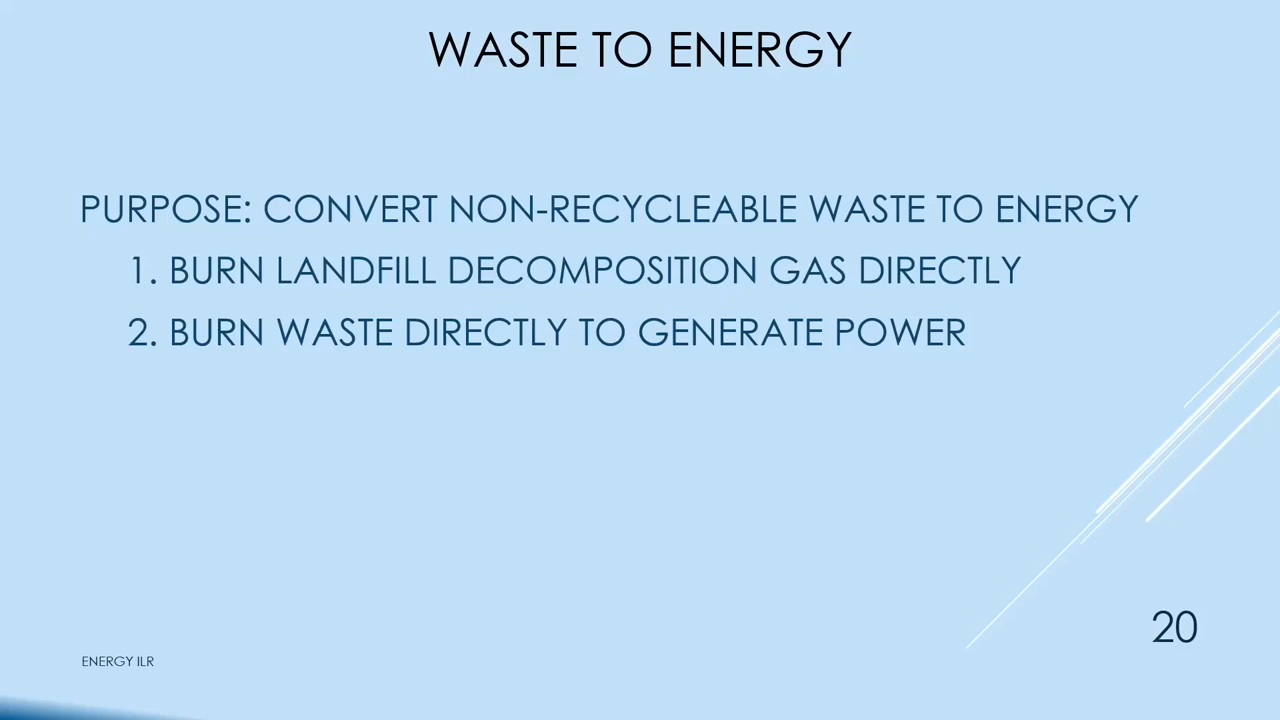 WASTE TO ENERGY
PURPOSE: CONVERT NON-RECYCLEABLE WASTE TO ENERGY
1. BURN LANDFILL DECOMPOSITION GAS DIRECTLY
2. BURN WASTE DIRECTLY TO GENERATE POWER
20
ENERGY ILR